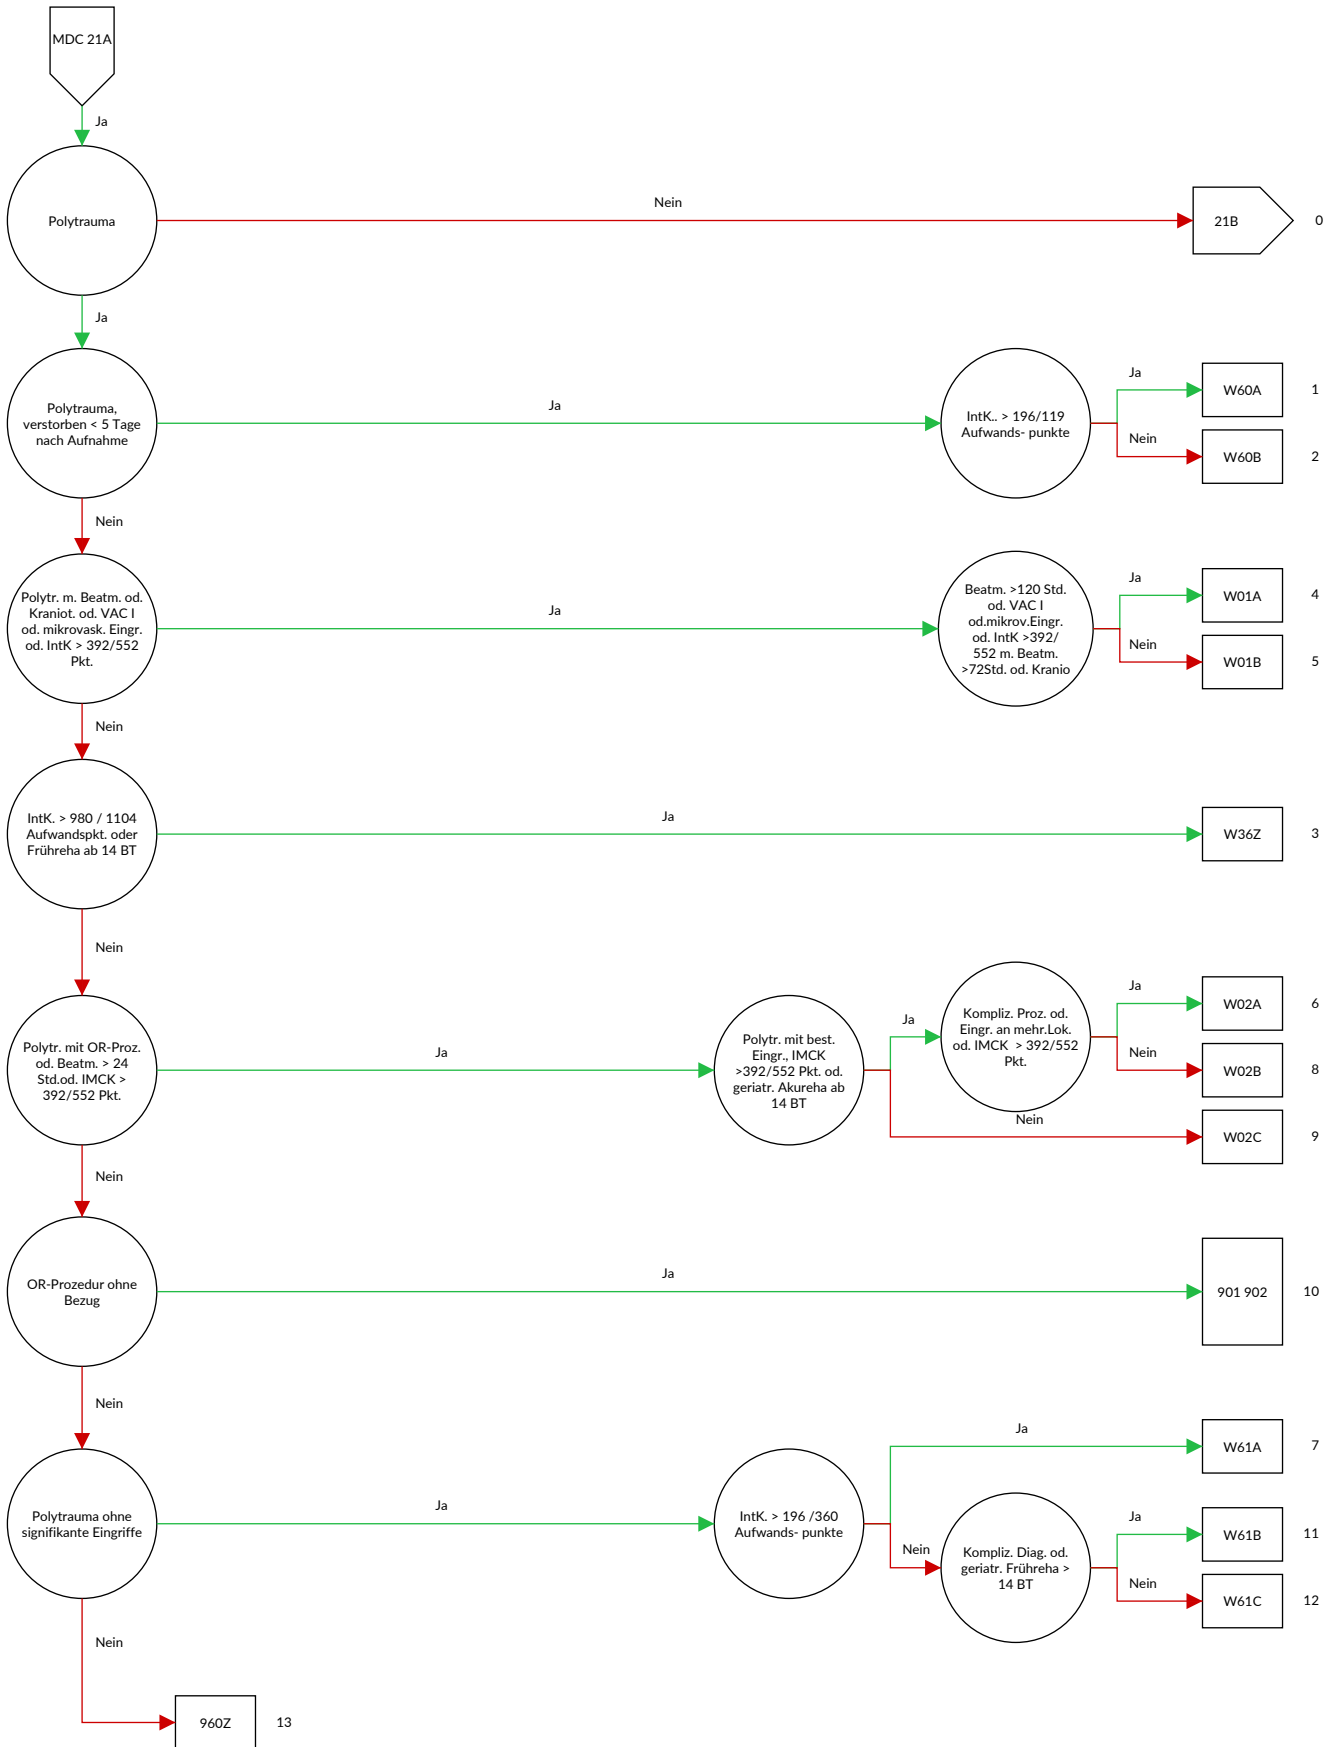 MDC 21A
Ja
Polytrauma
Nein
21B
0
Ja
Polytrauma,
verstorben < 5 Tage
nach Aufnahme
Ja
IntK.. > 196/119
Aufwands- punkte
Ja
W60A
1
Nein
W60B
2
Nein
Polytr. m. Beatm. od.
Kraniot. od. VAC I
od. mikrovask. Eingr.
od. IntK > 392/552
Pkt.
Ja
Beatm. >120 Std.
od. VAC I
od.mikrov.Eingr.
od. IntK >392/
552 m. Beatm.
>72Std. od. Kranio
Ja
W01A
4
Nein
W01B
5
Nein
IntK. > 980 / 1104
Aufwandspkt. oder
Frühreha ab 14 BT
Ja
W36Z
3
Nein
Polytr. mit OR-Proz.
od. Beatm. > 24
Std.od. IMCK >
392/552 Pkt.
Ja
Polytr. mit best.
Eingr., IMCK
>392/552 Pkt. od.
geriatr. Akureha ab
14 BT
Ja
Kompliz. Proz. od.
Eingr. an mehr.Lok.
od. IMCK > 392/552
Pkt.
Ja
W02A
6
Nein
W02B
8
Nein
W02C
9
Nein
OR-Prozedur ohne
Bezug
Ja
901 902
10
Nein
Polytrauma ohne
signifikante Eingriffe
Ja
IntK. > 196 /360
Aufwands- punkte
Ja
W61A
7
Nein
Kompliz. Diag. od.
geriatr. Frühreha >
14 BT
Ja
W61B
11
Nein
W61C
12
Nein
960Z
13